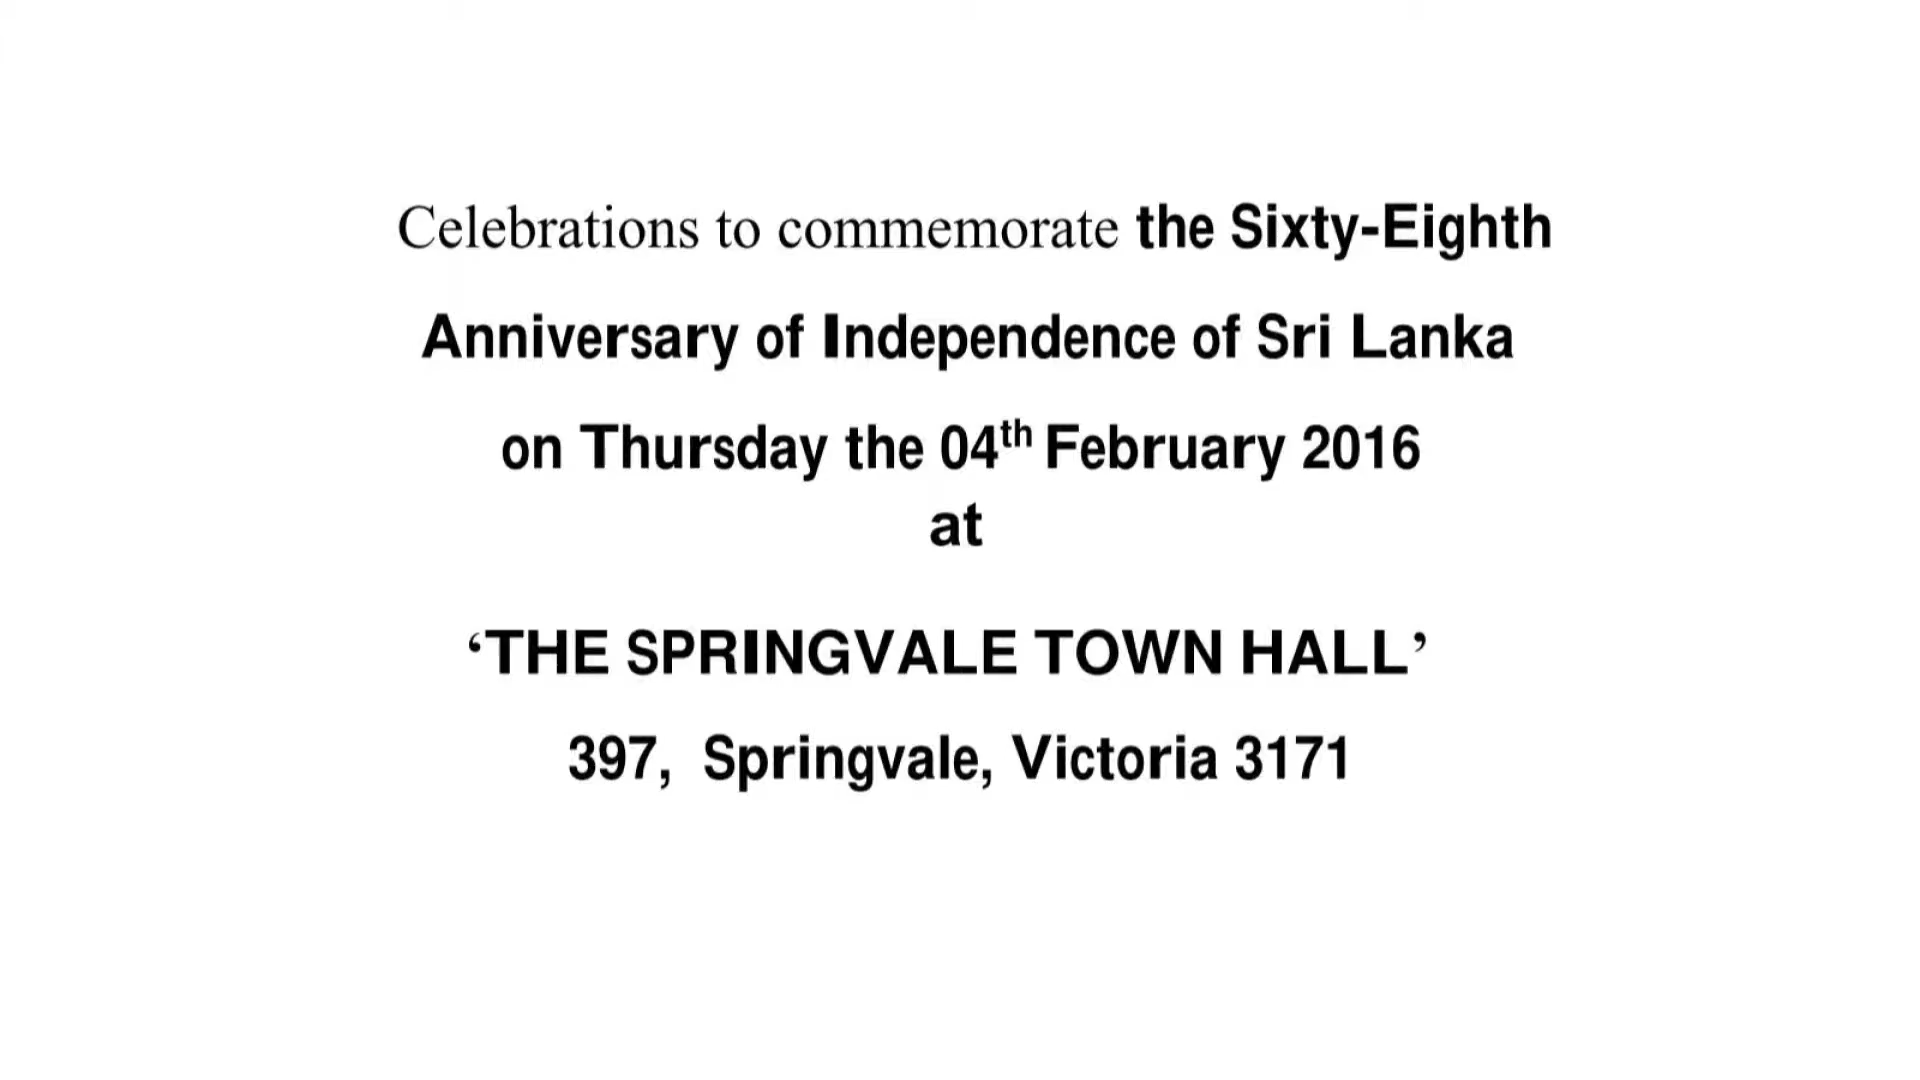 Celebrations to commemorate the Sixty-Eighth
Anniversary of Independence of Sri Lanka
on Thursday the 04th February 2016
at
‘THE SPRINGVALE TOWN HALL’
397,  Springvale, Victoria 3171